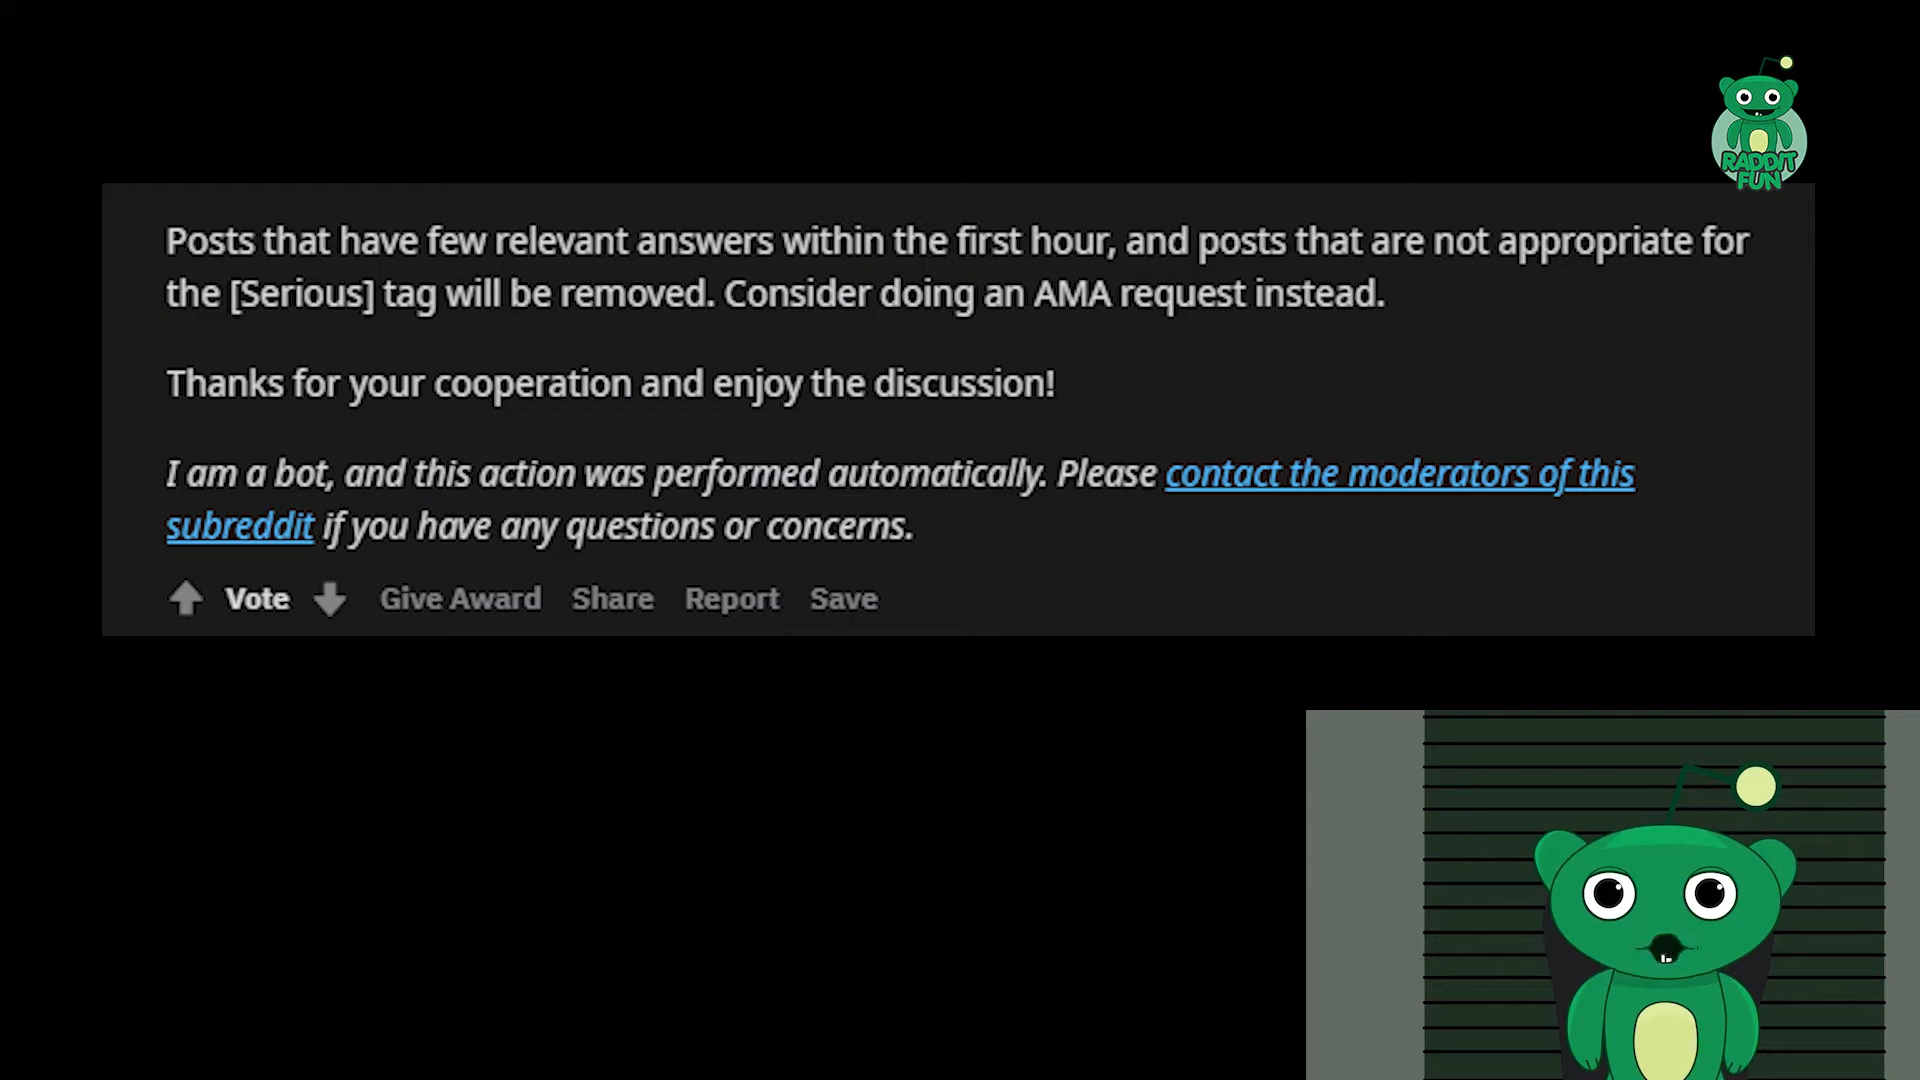 RADDIT
FUN
Posts that have few relevant answers within the first hour, and posts that are not appropriate for
the [Serious] tag will be removed. Consider doing an AMA request instead.
Thanks for your cooperation and enjoy the discussion!
I am a bot, and this action was performed automatically. Please contact the moderators of this
subreddit if you have any questions or concerns.
Vote Give Award Share Report Save